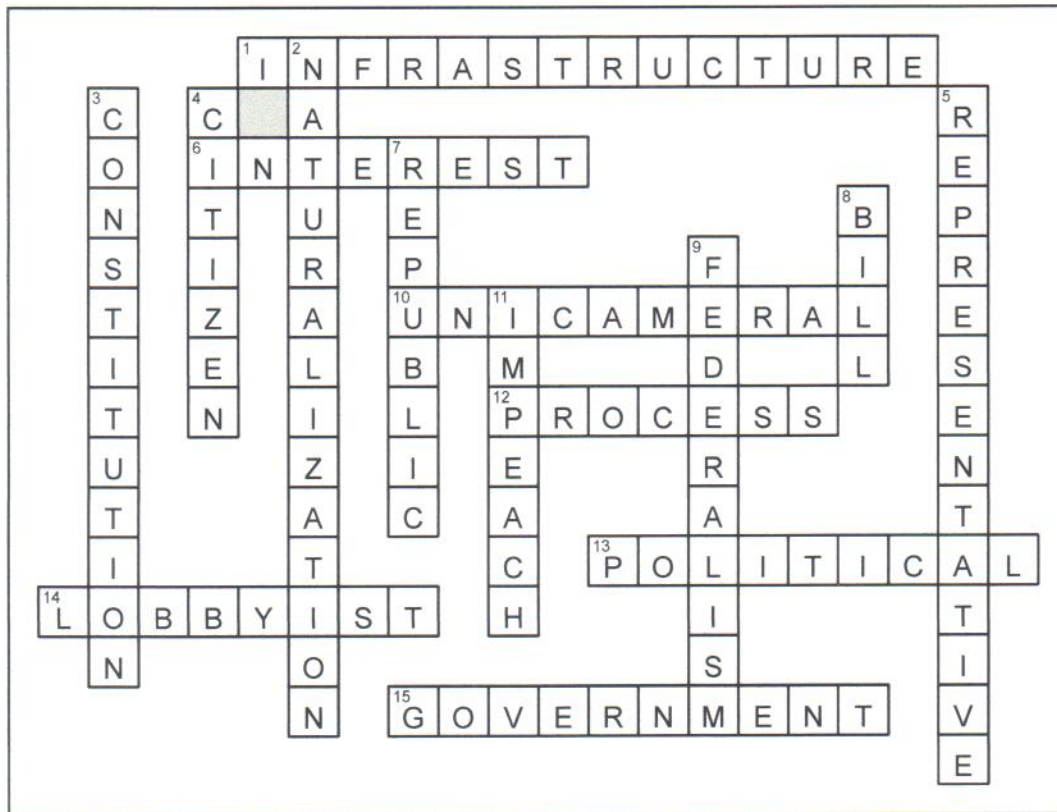 1 I 2 N F R A S T R U C T U R E
3 C 4 C A 5 R
O 6 I N T E 7 R E S T E
N T U E 8 B P
S I R P 9 F I R
T Z A 10 U N 11 I C A M E R A L E
I E L B M D L S
T N I L 12 P R O C E S S E
U Z I E R N
T A C A A T
I T C 13 P O L I T I C A L
14 L O B B Y I S T H I T
N O S I
N 15 G O V E R N M E N T V
E